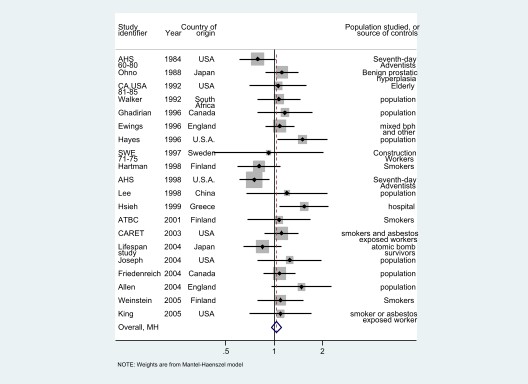 Study Country of Population studied, or
identifier Year origin source of controls
AHS 1984 USA Seventh-day
60-80 Adventists
Ohno 1988 Japan Benign prostatic
hyperplasia
CA,USA 1992 USA Elderly
81-85
Walker 1992 South population
Africa
Ghadirian 1996 Canada population
Ewings 1996 England mixed bph
and other
Hayes 1996 U.S.A. population
SWE 1997 Sweden Construction
71-75 Workers
Hartman 1998 Finland Smokers
AHS 1998 U.S.A. Seventh-day
Adventists
Lee 1998 China population
Hsieh 1999 Greece hospital
ATBC 2001 Finland Smokers
CARET 2003 USA smokers and asbestos
exposed workers
Lifespan 2004 Japan atomic bomb
study survivors
Joseph 2004 USA population
Friedenreich 2004 Canada population
Allen 2004 England population
Weinstein 2005 Finland Smokers
King 2005 USA smoker or asbestos
exposed worker
Overall, MH
.5 1 2
NOTE: Weights are from Mantel-Haenszel model